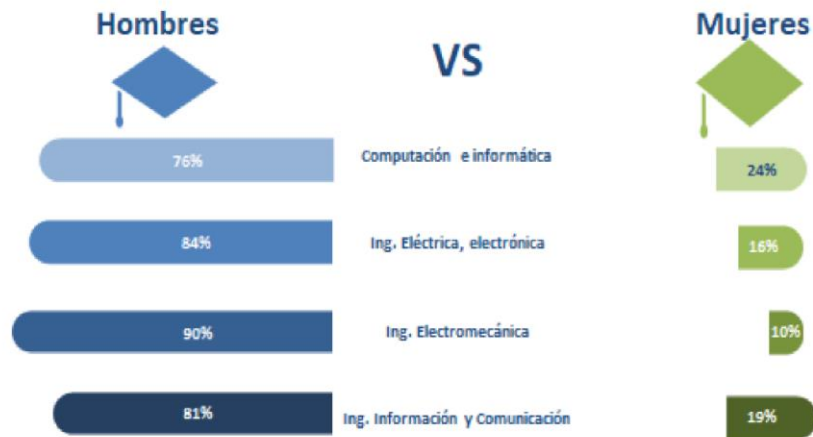 Hombres
VS
Mujeres
76%
Computación e informática
24%
84%
Ing. Eléctrica, electrónica
16%
90%
Ing. Electromecánica
10%
81%
Ing. Información y Comunicación
19%